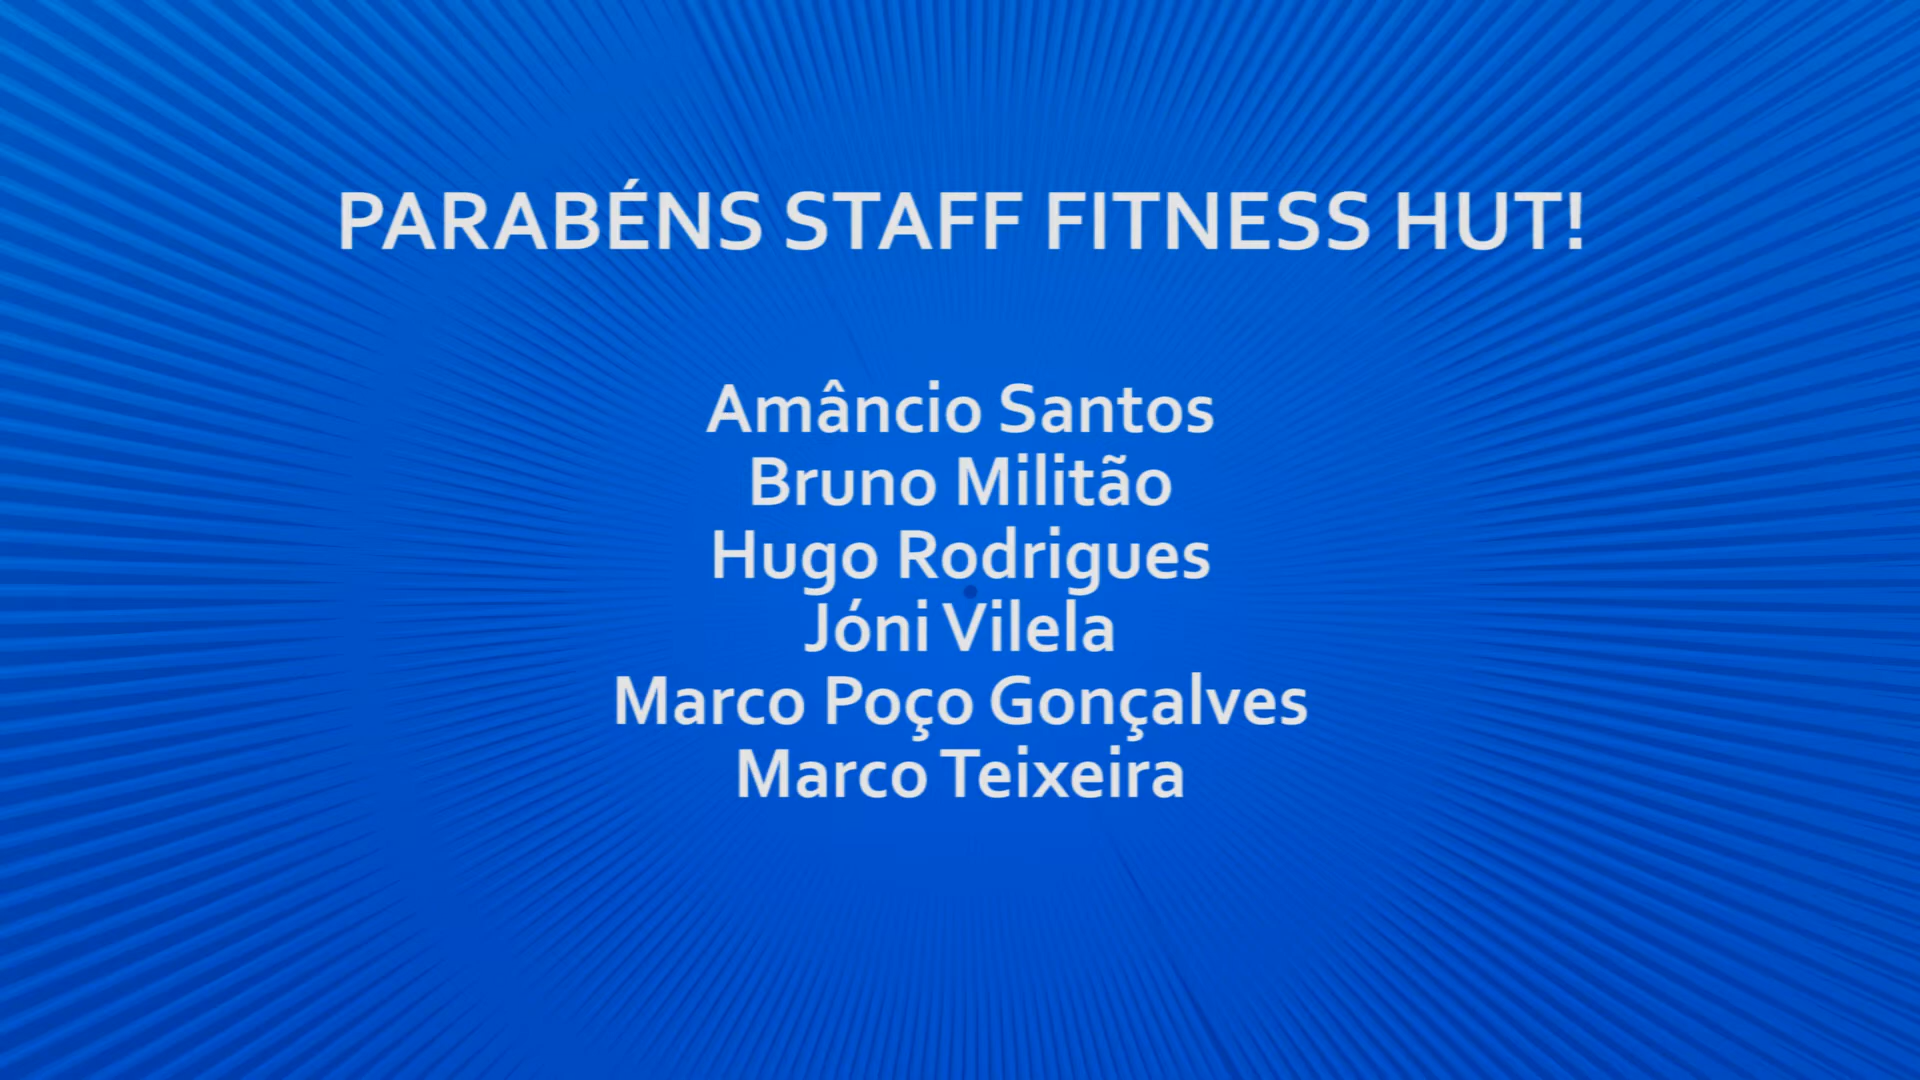 PARABÉNS STAFF FITNESS HUT!
Amâncio Santos
Bruno Militão
Hugo Rodrigues
Jóni Vilela
Marco Poço Gonçalves
Marco Teixeira